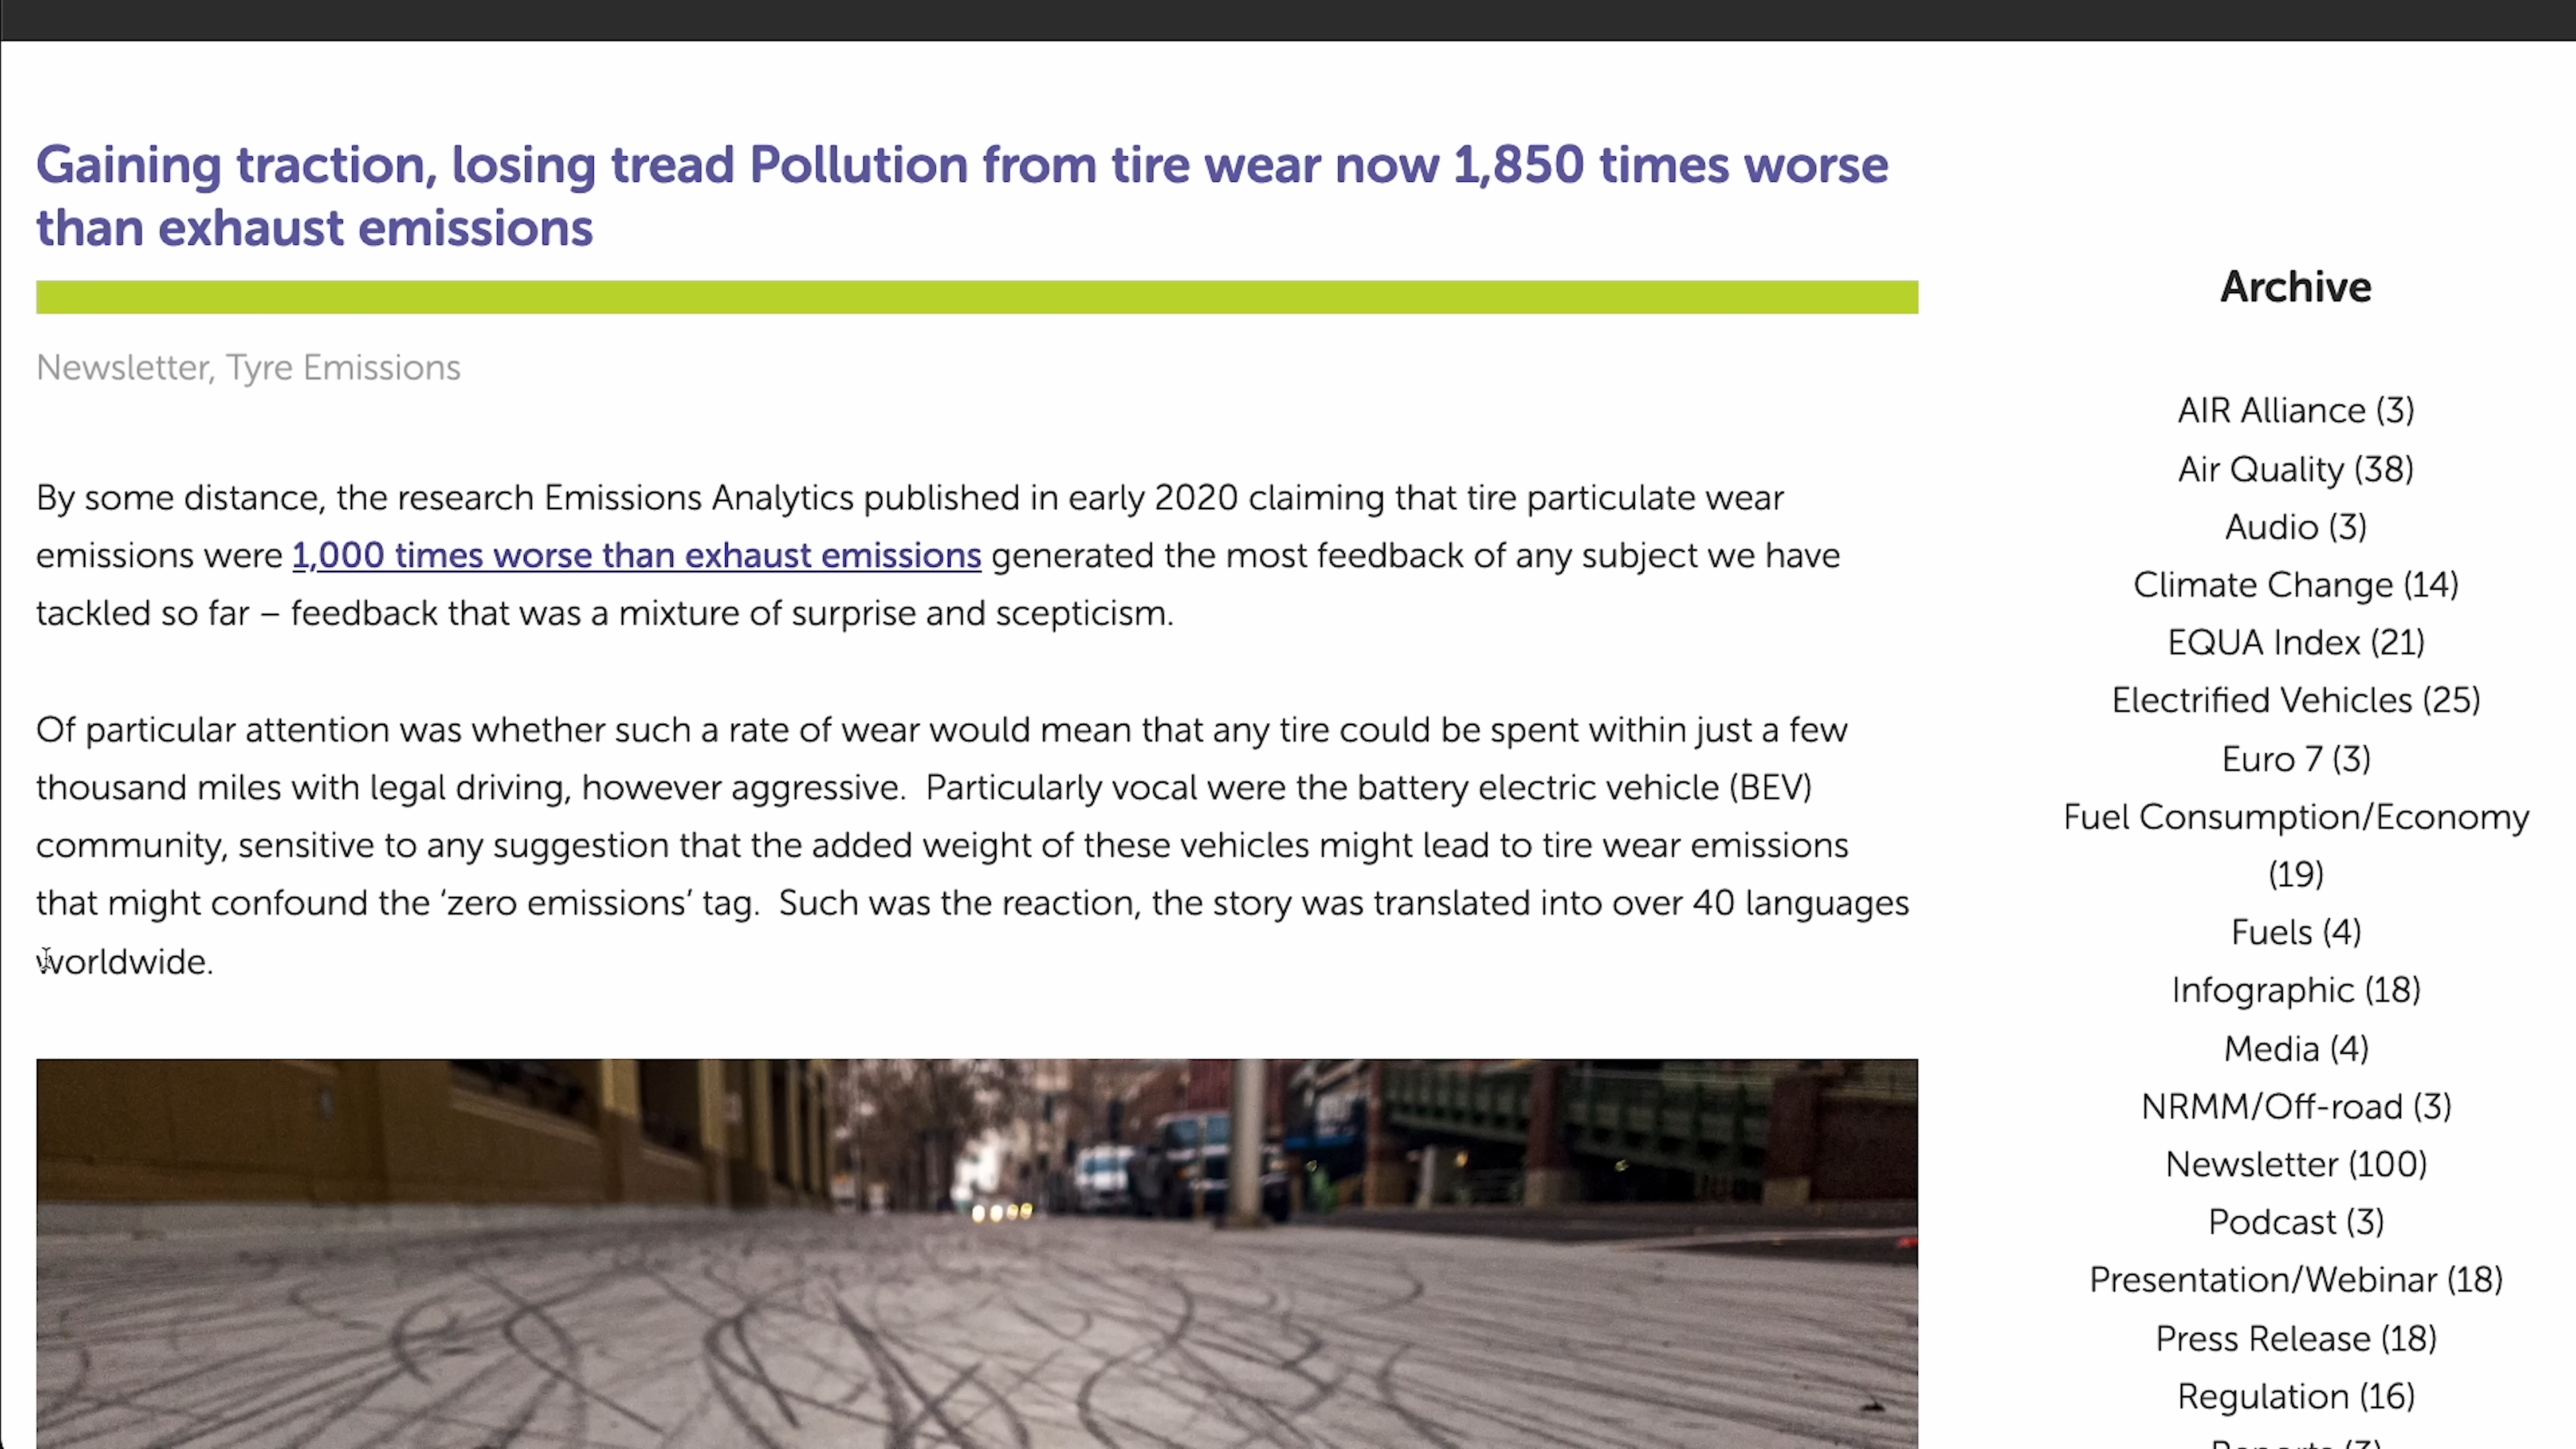 Gaining traction, losing tread Pollution from tire wear now 1,850 times worse
than exhaust emissions
Newsletter, Tyre Emissions
By some distance, the research Emissions Analytics published in early 2020 claiming that tire particulate wear
emissions were 1,000 times worse than exhaust emissions generated the most feedback of any subject we have
tackled so far – feedback that was a mixture of surprise and scepticism.
Of particular attention was whether such a rate of wear would mean that any tire could be spent within just a few
thousand miles with legal driving, however aggressive.  Particularly vocal were the battery electric vehicle (BEV)
community, sensitive to any suggestion that the added weight of these vehicles might lead to tire wear emissions
that might confound the ‘zero emissions’ tag.  Such was the reaction, the story was translated into over 40 languages
worldwide.
Archive
AIR Alliance (3)
Air Quality (38)
Audio (3)
Climate Change (14)
EQUA Index (21)
Electrified Vehicles (25)
Euro 7 (3)
Fuel Consumption/Economy
(19)
Fuels (4)
Infographic (18)
Media (4)
NRMM/Off-road (3)
Newsletter (100)
Podcast (3)
Presentation/Webinar (18)
Press Release (18)
Regulation (16)